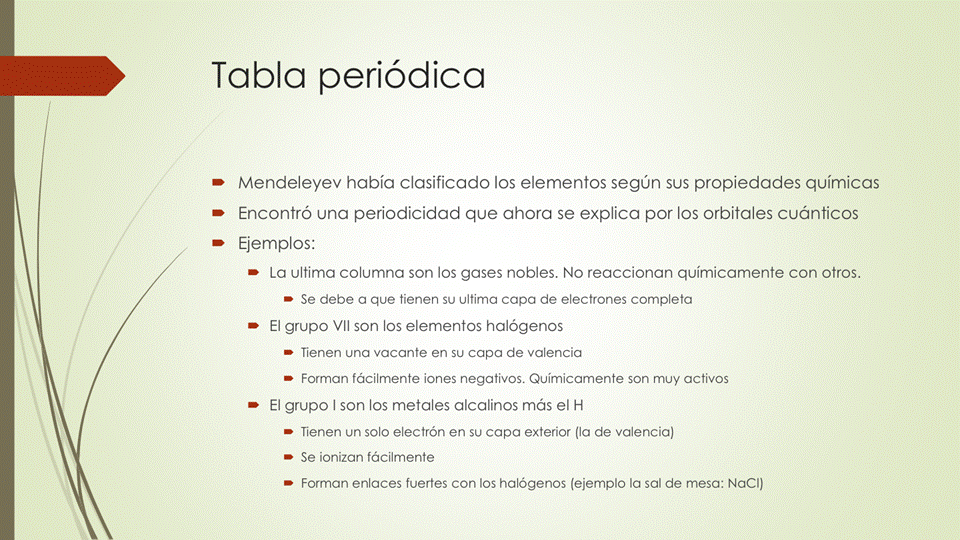 Tabla periódica
Mendeleyev había clasificado los elementos según sus propiedades químicas
Encontró una periodicidad que ahora se explica por los orbitales cuánticos
Ejemplos:
La ultima columna son los gases nobles. No reaccionan químicamente con otros.
Se debe a que tienen su ultima capa de electrones completa
El grupo VII son los elementos halógenos
Tienen una vacante en su capa de valencia
Forman fácilmente iones negativos. Químicamente son muy activos
El grupo I son los metales alcalinos más el H
Tienen un solo electrón en su capa exterior (la de valencia)
Se ionizan fácilmente
Forman enlaces fuertes con los halógenos (ejemplo la sal de mesa: NaCl)